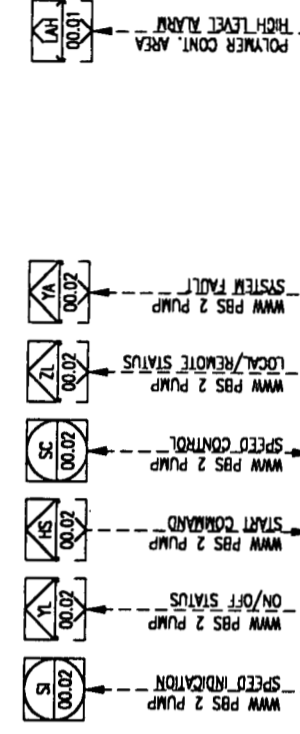 LAH
00.01
POLYMER CONT. AREA
HIGH LEVEL ALARM
YA
00.02
WWW PBS 2 PUMP
SYSTEM FAULT
ZL
00.02
WWW PBS 2 PUMP
LOCAL/REMOTE STATUS
SC
00.02
WWW PBS 2 PUMP
SPEED CONTROL
HS
00.02
WWW PBS 2 PUMP
START COMMAND
YL
00.02
WWW PBS 2 PUMP
ON/OFF STATUS
SI
00.02
WWW PBS 2 PUMP
SPEED INDICATION